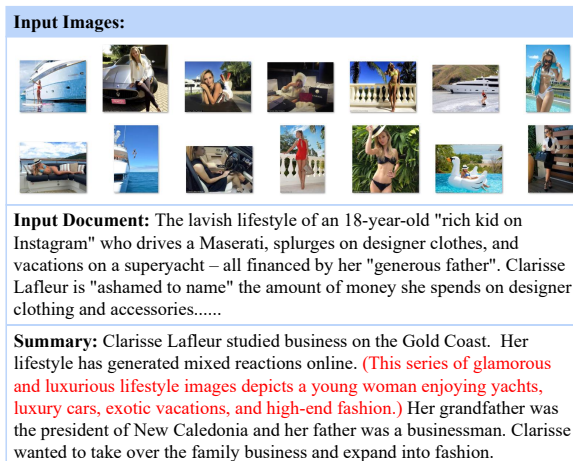 Input Images:
Input Document: The lavish lifestyle of an 18-year-old "rich kid on
Instagram" who drives a Maserati, splurges on designer clothes, and
vacations on a superyacht – all financed by her "generous father". Clarisse
Lafleur is "ashamed to name" the amount of money she spends on designer
clothing and accessories......
Summary: Clarisse Lafleur studied business on the Gold Coast. Her
lifestyle has generated mixed reactions online. (This series of glamorous
and luxurious lifestyle images depicts a young woman enjoying yachts,
luxury cars, exotic vacations, and high-end fashion.) Her grandfather was
the president of New Caledonia and her father was a businessman. Clarisse
wanted to take over the family business and expand into fashion.